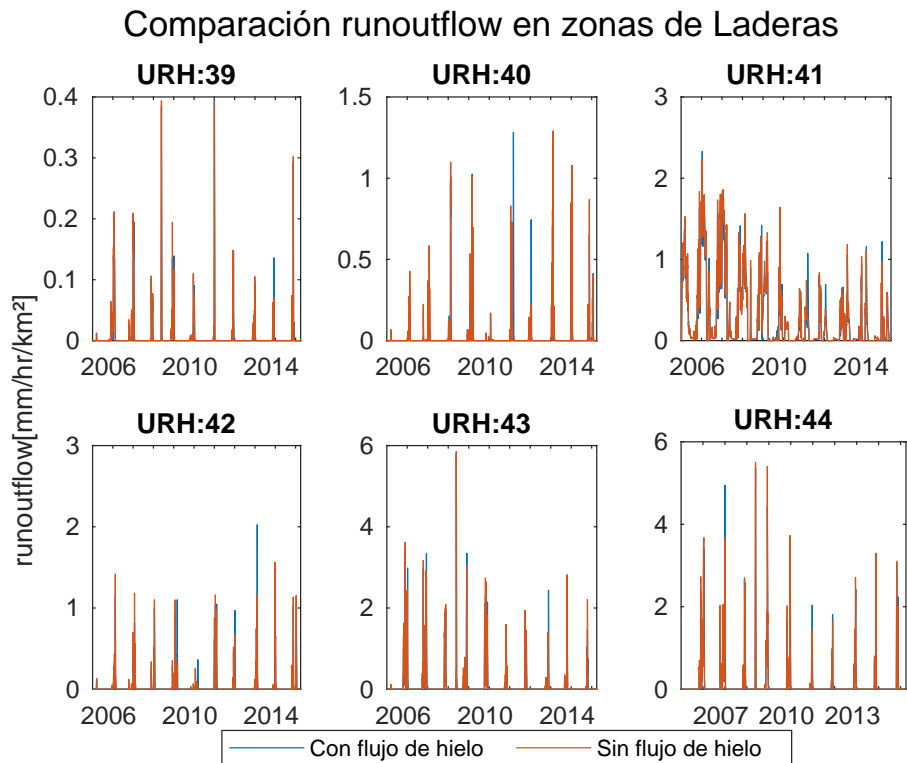 Comparación runoutflow en zonas de Laderas
URH:39
0.4
0.3
0.2
0.1
0
2006 2010 2014
URH:40
1.5
1
0.5
0
2006 2010 2014
URH:41
3
2
1
0
2006 2010 2014
runoutflow[mm/hr/km²]
URH:42
3
2
1
0
2006 2010 2014
URH:43
6
4
2
0
2006 2010 2014
URH:44
6
4
2
0
2007 2010 2013
Con flujo de hielo
Sin flujo de hielo